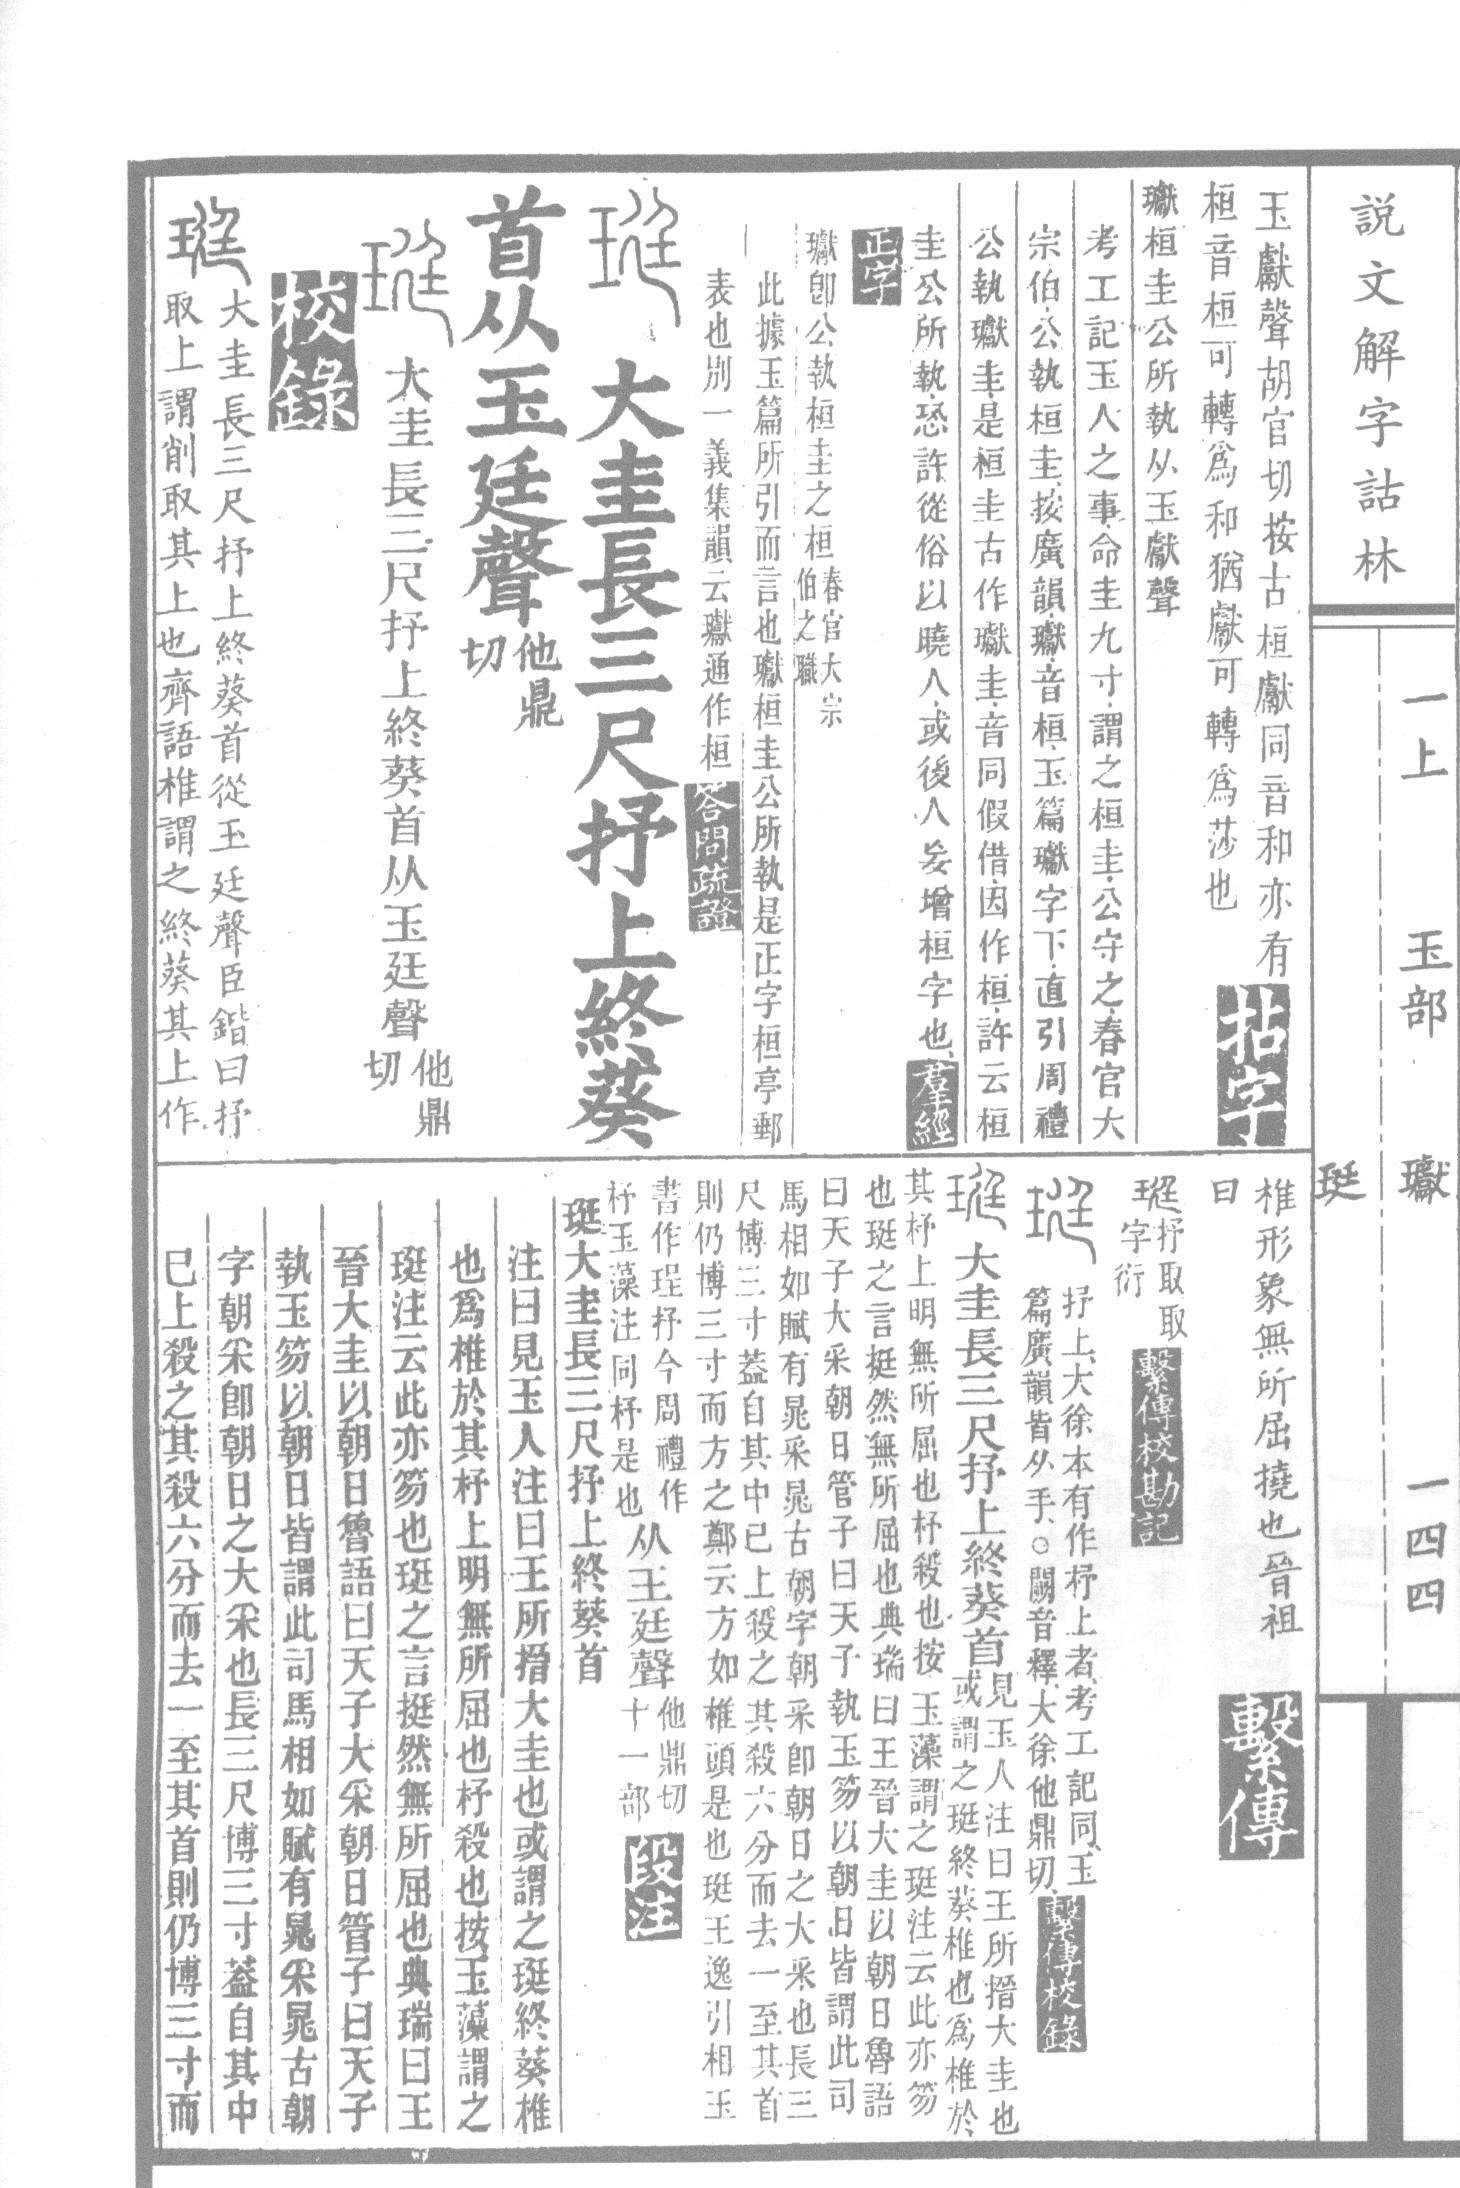 說文解字詁林
一上 玉部 瓛 珽 一四四
玉獻聲胡官切按古桓獻同音和亦有
桓音桓可轉爲和猶獻可轉爲莎也
拈字
瓛桓圭公所執从玉獻聲
考工記玉人之事命圭九寸謂之桓圭公守之春官大
宗伯公執桓圭按廣韻瓛音桓玉篇瓛字下直引周禮
公執瓛圭是桓圭古作瓛圭音同假借因作桓許云桓
圭公所執恐許從俗以曉人或後人妄增桓字也
羣經
正字
瓛卽公執桓圭之桓春官大宗
伯之職
此據玉篇所引而言也瓛桓圭公所執是正字桓亭郵
表也別一義集韻云瓛通作桓
答問疏證
珽 大圭長三尺抒上終葵
首从玉廷聲他鼎
切
珽 大圭長三尺抒上終葵首从玉廷聲他鼎
切
校錄
珽 大圭長三尺抒上終葵首從玉廷聲臣鍇曰抒
取上謂削取其上也齊語椎謂之終葵其上作
椎形象無所屈撓也晉祖
曰
繫傳
珽抒取取
字衍
繫傳校勘記
珽 抒上大徐本有作杼上者考工記同玉
篇廣韻皆从手○闕音釋大徐他鼎切
繫傳校錄
珽 大圭長三尺抒上終葵首見玉人注曰王所搢大圭也
或謂之珽終葵椎也爲椎於
其杼上明無所屈也杼殺也按玉藻謂之珽注云此亦笏
也珽之言挺然無所屈也典瑞曰王晉大圭以朝日魯語
曰天子大采朝日管子曰天子執玉笏以朝日皆謂此司
馬相如賦有晁采晁古朝字朝采卽朝日之大采也長三
尺博三寸蓋自其中已上殺之其殺六分而去一至其首
則仍博三寸而方之鄭云方如椎頭是也珽王逸引相玉
書作珵抒今周禮作
杼玉藻注同杼是也从王廷聲他鼎切
十一部
段注
珽大圭長三尺抒上終葵首
注曰見玉人注曰王所搢大圭也或謂之珽終葵椎
也爲椎於其杼上明無所屈也杼殺也按玉藻謂之
珽注云此亦笏也珽之言挺然無所屈也典瑞曰王
晉大圭以朝日魯語曰天子大采朝日管子曰天子
執玉笏以朝日皆謂此司馬相如賦有晁采晁古朝
字朝采卽朝日之大采也長三尺博三寸蓋自其中
已上殺之其殺六分而去一至其首則仍博三寸而